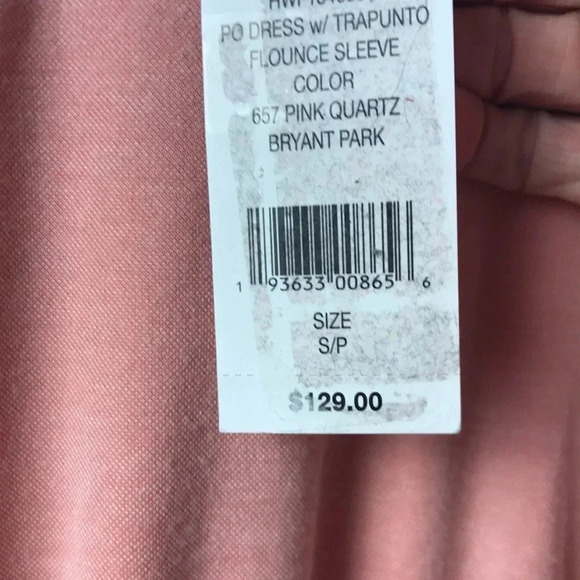 PO DRESS w/ TRAPUNTO
FLOUNCE SLEEVE
COLOR
657 PINK QUARTZ
BRYANT PARK
1 93633 00865 6
SIZE
S/P
$129.00